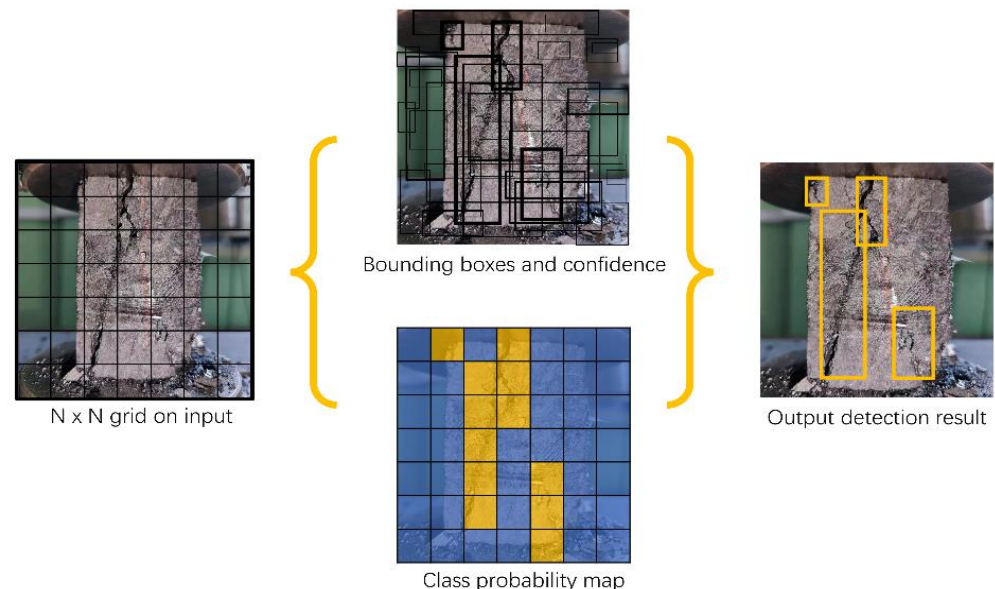 Bounding boxes and confidence
N x N grid on input
Output detection result
Class probability map